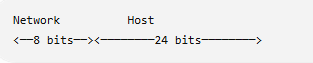 Network Host
<——8 bits——><————————24 bits————————>